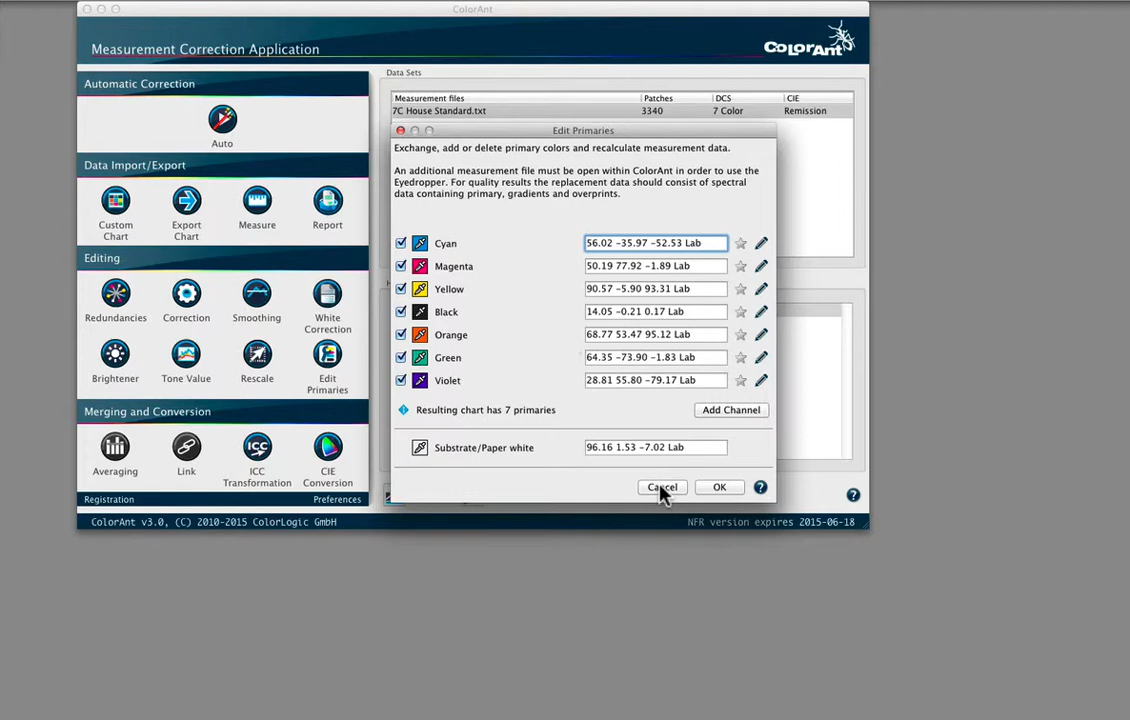 ColorAnt
Measurement Correction Application
COLORANT
Automatic Correction
Auto
Data Import/Export
Custom Chart
Export Chart
Measure
Report
Editing
Redundancies
Correction
Smoothing
White Correction
Brightener
Tone Value
Rescale
Edit Primaries
Merging and Conversion
Averaging
Link
ICC Transformation
CIE Conversion
Registration
Preferences
Data Sets
Measurement files Patches DCS CIE
7C House Standard.txt 3340 7 Color Remission
Edit Primaries
Exchange, add or delete primary colors and recalculate measurement data.
An additional measurement file must be open within ColorAnt in order to use the
Eyedropper. For quality results the replacement data should consist of spectral
data containing primary, gradients and overprints.
Cyan 56.02 -35.97 -52.53 Lab
Magenta 50.19 77.92 -1.89 Lab
Yellow 90.57 -5.90 93.31 Lab
Black 14.05 -0.21 0.17 Lab
Orange 68.77 53.47 95.12 Lab
Green 64.35 -73.90 -1.83 Lab
Violet 28.81 55.80 -79.17 Lab
Resulting chart has 7 primaries
Add Channel
Substrate/Paper white 96.16 1.53 -7.02 Lab
Cancel OK ?
?
ColorAnt v3.0, (C) 2010-2015 ColorLogic GmbH
NFR version expires 2015-06-18